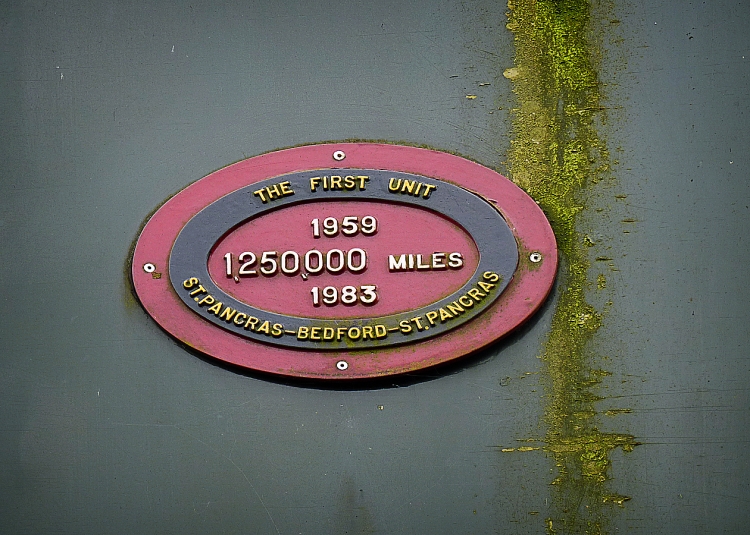 THE FIRST UNIT
1959
1,250,000 MILES
1983
ST.PANCRAS-BEDFORD-ST.PANCRAS